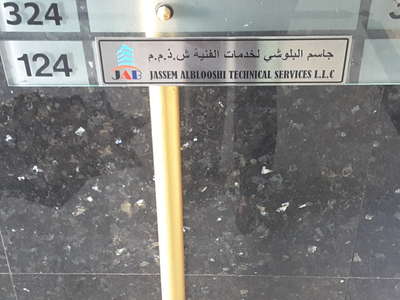 324
جاسم البلوشي لخدمات الفنية ش.ذ.م.م
124
JAB
JASSEM ALBLOOSHI TECHNICAL SERVICES L.L.C